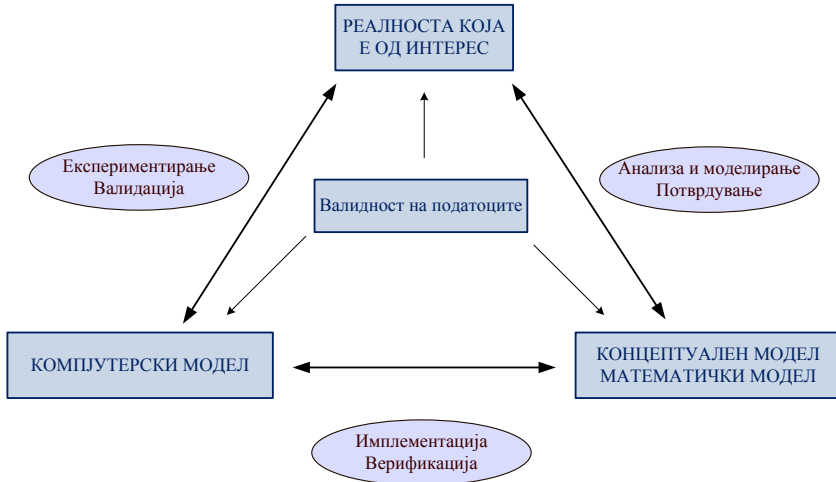 РЕАЛНОСТА КОЈА
Е ОД ИНТЕРЕС
Експериментирање
Валидација
Анализа и моделирање
Потврдување
Валидност на податоците
КОМПЈУТЕРСКИ МОДЕЛ
КОНЦЕПТУАЛЕН МОДЕЛ
МАТЕМАТИЧКИ МОДЕЛ
Имплементација
Верификација